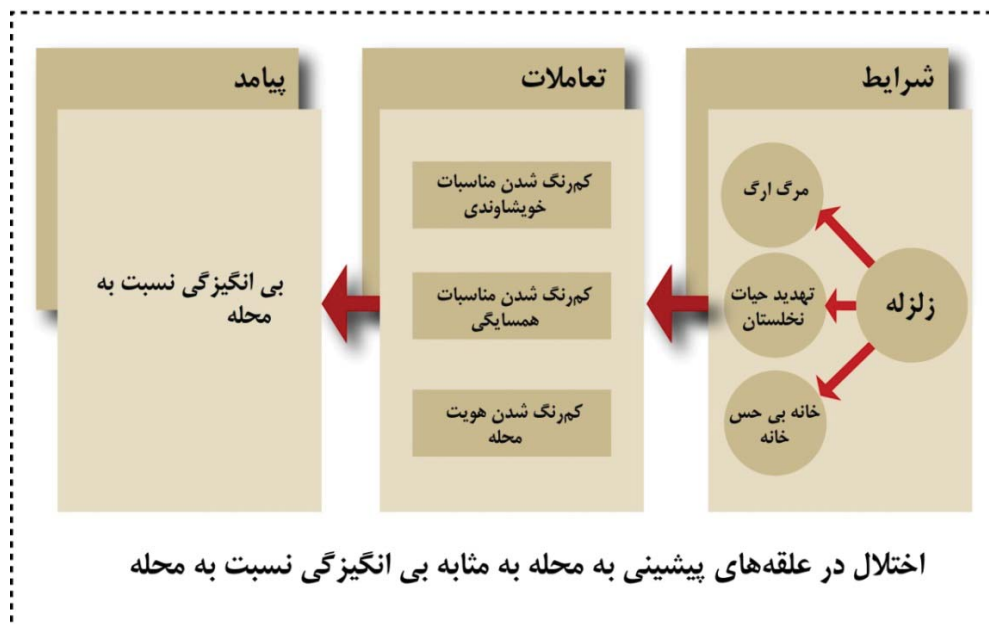 شرایط
تعاملات
پیامد
زلزله
مرگ ارگ
تهدید حیات
نخلستان
خانه بی حس
خانه
کم‌رنگ شدن مناسبات
خویشاوندی
کم‌رنگ شدن مناسبات
همسایگی
کم‌رنگ شدن هویت
محله
بی انگیزگی نسبت به
محله
اختلال در علقه‌های پیشینی به محله به مثابه بی انگیزگی نسبت به محله